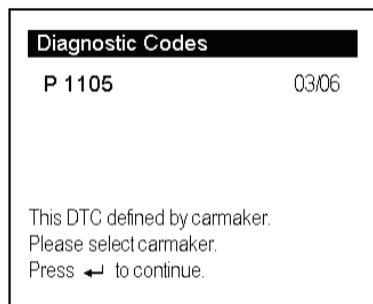 Diagnostic Codes
P 1105 03/06
This DTC defined by carmaker.
Please select carmaker.
Press ↵ to continue.